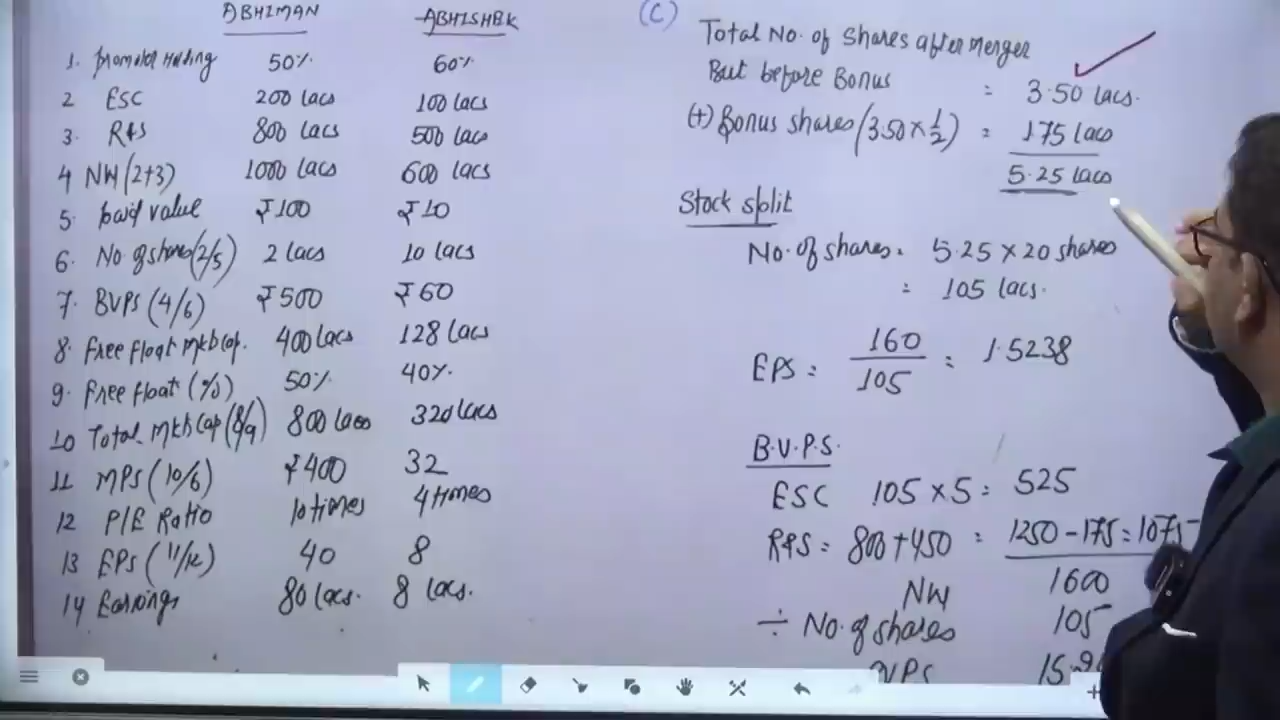 ABHIMAN ABHISHEK
1. Promoter Holding 50% 60%
2 ESC 200 lacs 100 lacs
3. R&S 800 lacs 500 lacs
4 NW (2+3) 1000 lacs 600 lacs
5. Paid value ₹100 ₹10
6. No. of shares (2/5) 2 lacs 10 lacs
7. BVPS (4/6) ₹500 ₹60
8. Free Float Mkt Cap. 400 lacs 128 lacs
9. Free Float (%) 50% 40%
10 Total Mkt Cap (8/9) 800 lacs 320 lacs
11 MPS (10/6) ₹400 32
12 P/E Ratio 10 times 4 times
13 EPS (11/12) 40 8
14 Earnings 80 lacs. 8 lacs.
(C)
Total No. of shares after merger
But before Bonus = 3.50 lacs.
(+) Bonus shares (3.50 × 1/2) = 1.75 lacs
5.25 lacs
Stock split
No. of shares = 5.25 × 20 shares
= 105 lacs.
EPS = 160/105 = 1.5238
B.V.P.S.
ESC 105 × 5 = 525
R&S = 800 + 450 = 1250 - 175 = 1075
NW 1600
÷ No. of shares 105